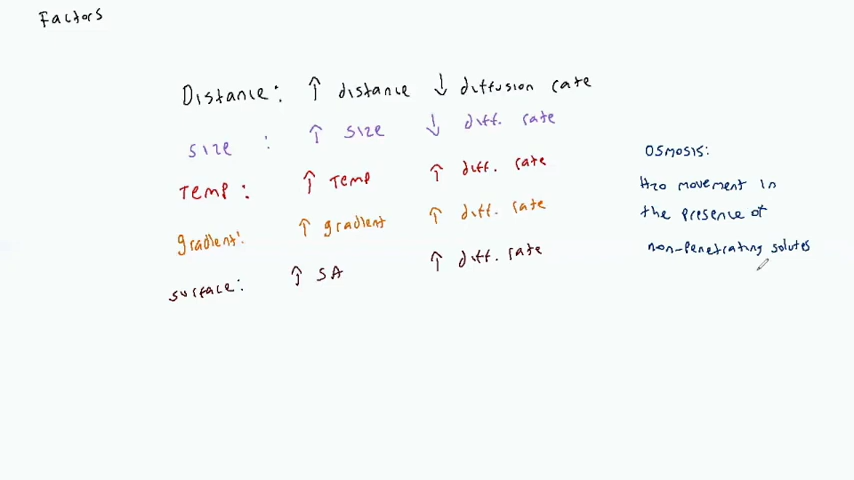 Factors
Distance: ↑ distance ↓ diffusion rate
Size : ↑ size ↓ diff. rate
Temp: ↑ Temp ↑ diff. rate
gradient: ↑ gradient ↑ diff. rate
surface: ↑ SA ↑ diff. rate
Osmosis:
H2O movement in
the presence of
non-penetrating solutes